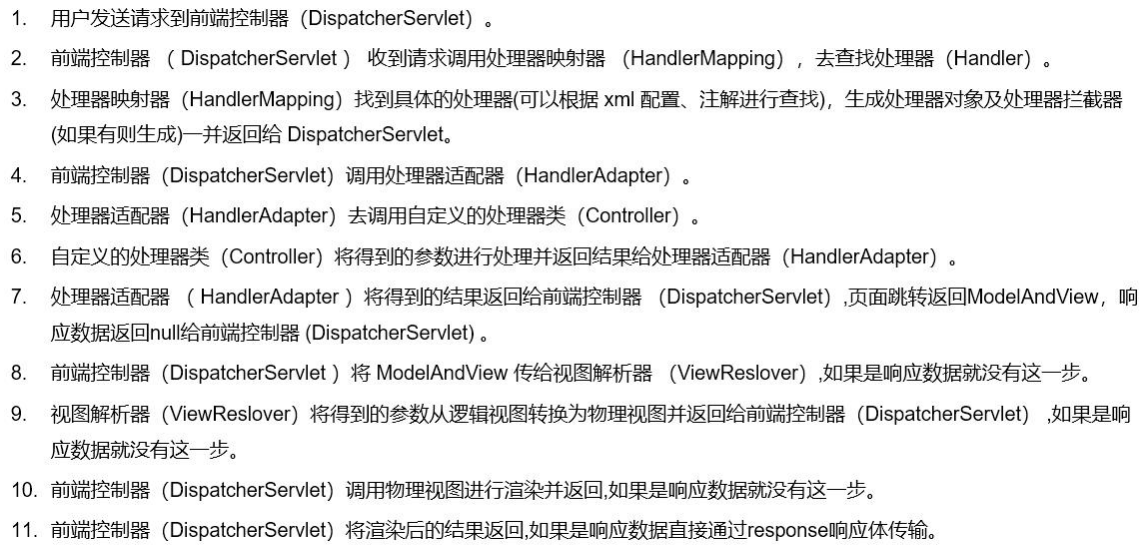 1. 用户发送请求到前端控制器（DispatcherServlet）。
2. 前端控制器 （ DispatcherServlet ） 收到请求调用处理器映射器 （HandlerMapping），去查找处理器（Handler）。
3. 处理器映射器（HandlerMapping）找到具体的处理器(可以根据 xml 配置、注解进行查找)，生成处理器对象及处理器拦截器
(如果有则生成)一并返回给 DispatcherServlet。
4. 前端控制器（DispatcherServlet）调用处理器适配器（HandlerAdapter）。
5. 处理器适配器（HandlerAdapter）去调用自定义的处理器类（Controller）。
6. 自定义的处理器类（Controller）将得到的参数进行处理并返回结果给处理器适配器（HandlerAdapter）。
7. 处理器适配器 （ HandlerAdapter ）将得到的结果返回给前端控制器 （DispatcherServlet）,页面跳转返回ModelAndView，响
应数据返回null给前端控制器 (DispatcherServlet) 。
8. 前端控制器（DispatcherServlet ）将 ModelAndView 传给视图解析器 （ViewReslover）,如果是响应数据就没有这一步。
9. 视图解析器（ViewReslover）将得到的参数从逻辑视图转换为物理视图并返回给前端控制器（DispatcherServlet） ,如果是响
应数据就没有这一步。
10. 前端控制器（DispatcherServlet）调用物理视图进行渲染并返回,如果是响应数据就没有这一步。
11. 前端控制器（DispatcherServlet）将渲染后的结果返回,如果是响应数据直接通过response响应体传输。